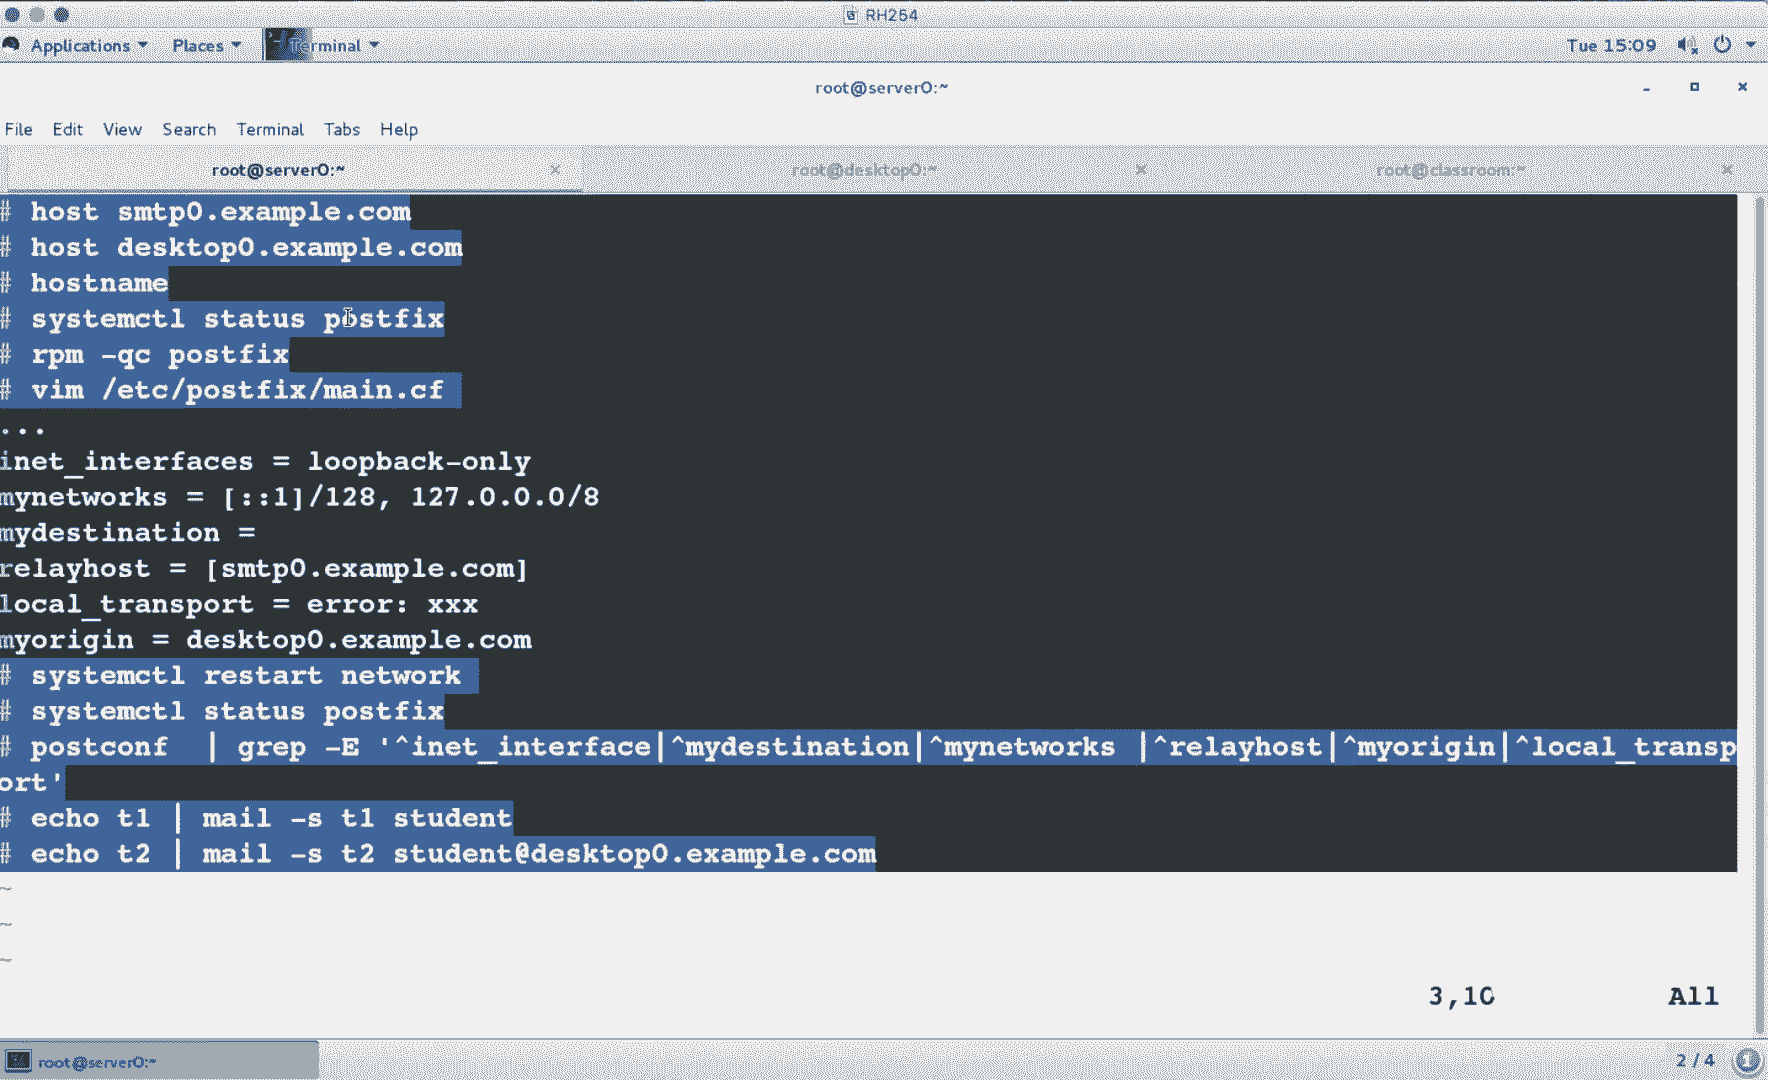 RH254
Applications Places Terminal Tue 15:09
root@server0:~
File Edit View Search Terminal Tabs Help
root@server0:~ root@desktop0:~ root@classroom:~
# host smtp0.example.com
# host desktop0.example.com
# hostname
# systemctl status postfix
# rpm -qc postfix
# vim /etc/postfix/main.cf
...
inet_interfaces = loopback-only
mynetworks = [::1]/128, 127.0.0.0/8
mydestination =
relayhost = [smtp0.example.com]
local_transport = error: xxx
myorigin = desktop0.example.com
# systemctl restart network
# systemctl status postfix
# postconf  | grep -E '^inet_interface|^mydestination|^mynetworks |^relayhost|^myorigin|^local_transp
ort'
# echo t1 | mail -s t1 student
# echo t2 | mail -s t2 student@desktop0.example.com
~
~
~
3,10 All
root@server0:~ 2 / 4 1